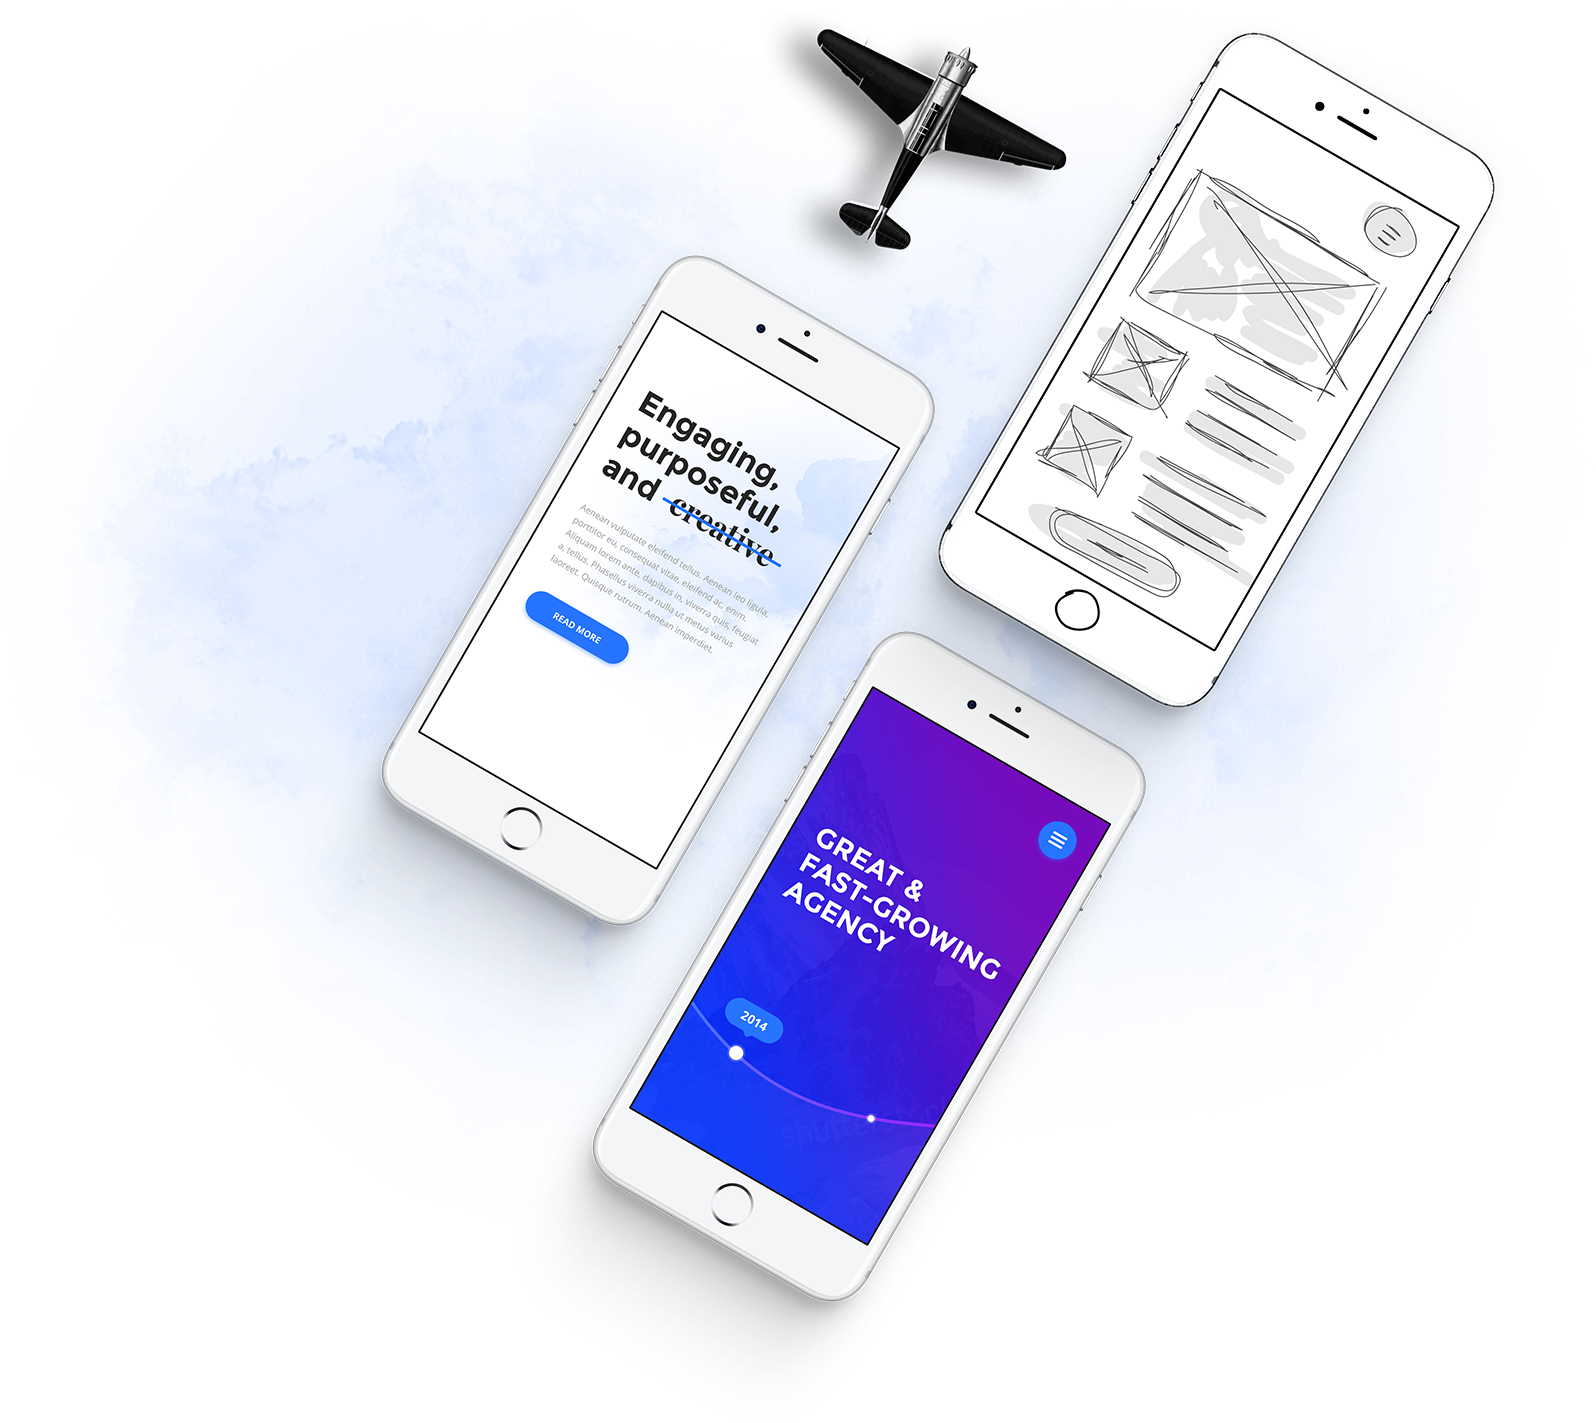 Engaging,
purposeful,
and creative
Aenean vulputate eleifend tellus. Aenean leo ligula,
porttitor eu, consequat vitae, eleifend ac, enim.
Aliquam lorem ante, dapibus in, viverra quis, feugiat
a, tellus. Phasellus viverra nulla ut metus varius
laoreet. Quisque rutrum. Aenean imperdiet.
READ MORE
GREAT &
FAST-GROWING
AGENCY
2014